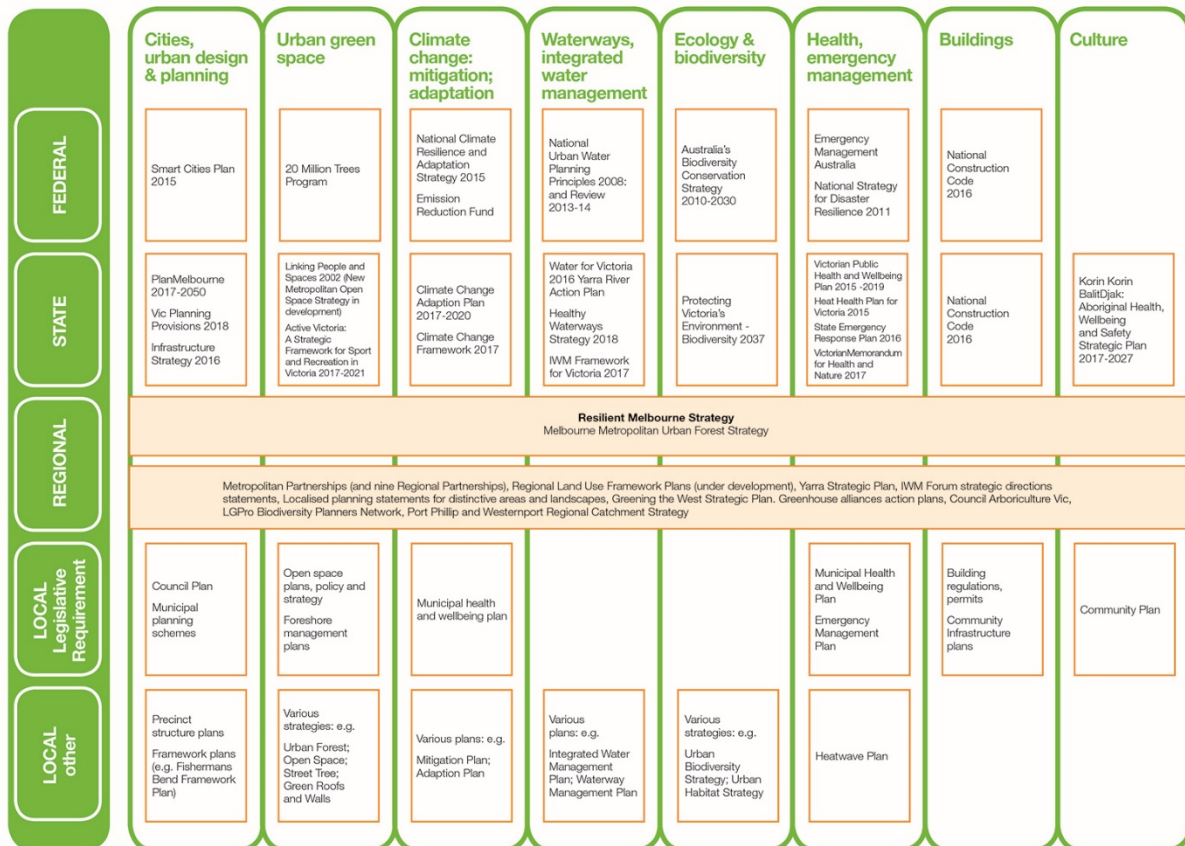 Cities,
urban design
& planning
Urban green
space
Climate
change:
mitigation;
adaptation
Waterways,
integrated
water
management
Ecology &
biodiversity
Health,
emergency
management
Buildings
Culture
FEDERAL
Smart Cities Plan
2015
20 Million Trees
Program
National Climate
Resilience and
Adaptation
Strategy 2015
Emission
Reduction Fund
National
Urban Water
Planning
Principles 2008:
and Review
2013-14
Australia's
Biodiversity
Conservation
Strategy
2010-2030
Emergency
Management
Australia
National Strategy
for Disaster
Resilience 2011
National
Construction
Code
2016
STATE
PlanMelbourne
2017-2050
Vic Planning
Provisions 2018
Infrastructure
Strategy 2016
Linking People and
Spaces 2002 (New
Metropolitan Open
Space Strategy in
development)
Active Victoria:
A Strategic
Framework for Sport
and Recreation in
Victoria 2017-2021
Climate Change
Adaption Plan
2017-2020
Climate Change
Framework 2017
Water for Victoria
2016 Yarra River
Action Plan
Healthy
Waterways
Strategy 2018
IWM Framework
for Victoria 2017
Protecting
Victoria's
Environment -
Biodiversity 2037
Victorian Public
Health and Wellbeing
Plan 2015 -2019
Heat Health Plan for
Victoria 2015
State Emergency
Response Plan 2016
VictorianMemorandum
for Health and
Nature 2017
National
Construction
Code
2016
Korin Korin
BalitDjak:
Aboriginal Health,
Wellbeing
and Safety
Strategic Plan
2017-2027
REGIONAL
Resilient Melbourne Strategy
Melbourne Metropolitan Urban Forest Strategy
Metropolitan Partnerships (and nine Regional Partnerships), Regional Land Use Framework Plans (under development), Yarra Strategic Plan, IWM Forum strategic directions
statements, Localised planning statements for distinctive areas and landscapes, Greening the West Strategic Plan. Greenhouse alliances action plans, Council Arboriculture Vic,
LGPro Biodiversity Planners Network, Port Phillip and Westernport Regional Catchment Strategy
LOCAL
Legislative
Requirement
Council Plan
Municipal
planning
schemes
Open space
plans, policy and
strategy
Foreshore
management
plans
Municipal health
and wellbeing plan
Municipal Health
and Wellbeing
Plan
Emergency
Management
Plan
Building
regulations,
permits
Community
Infrastructure
plans
Community Plan
LOCAL
other
Precinct
structure plans
Framework plans
(e.g. Fishermans
Bend Framework
Plan)
Various
strategies: e.g.
Urban Forest;
Open Space;
Street Tree;
Green Roofs
and Walls
Various plans: e.g.
Mitigation Plan;
Adaption Plan
Various
plans: e.g.
Integrated Water
Management
Plan; Waterway
Management Plan
Various
strategies: e.g.
Urban
Biodiversity
Strategy; Urban
Habitat Strategy
Heatwave Plan